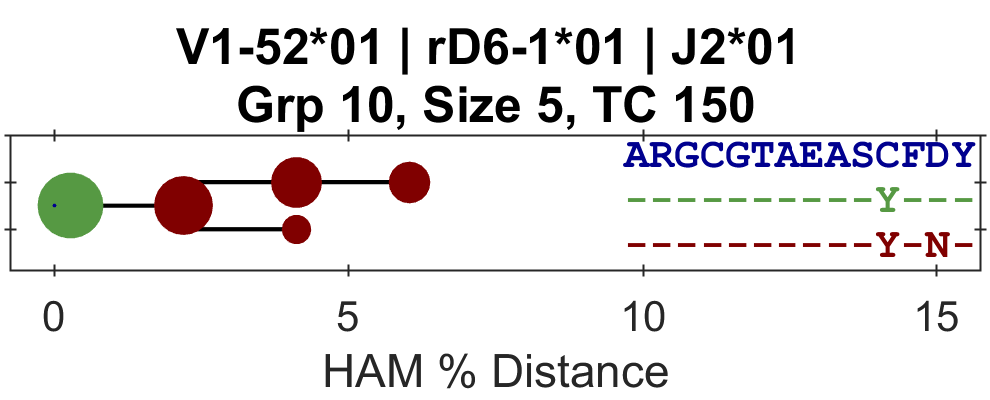 V1-52*01 | rD6-1*01 | J2*01
Grp 10, Size 5, TC 150
ARGCGTAEASCFDY
----------Y---
----------Y-N-
0 5 10 15
HAM % Distance